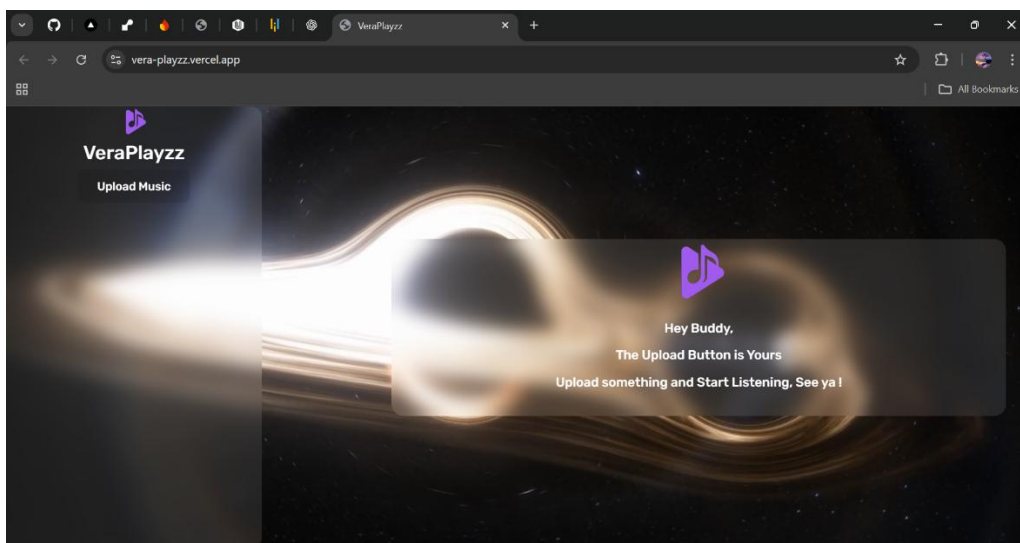 VeraPlayzz
vera-playzz.vercel.app
All Bookmarks
VeraPlayzz
Upload Music
Hey Buddy,
The Upload Button is Yours
Upload something and Start Listening, See ya !